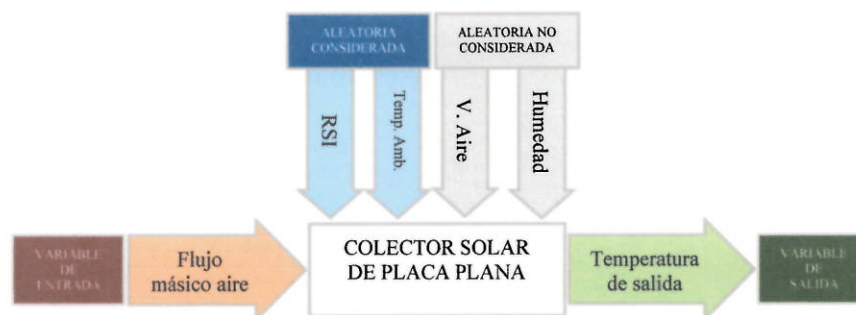 ALEATORIA
CONSIDERADA
ALEATORIA NO
CONSIDERADA
RSI
Temp. Amb.
V. Aire
Humedad
VARIABLE
DE
ENTRADA
Flujo
másico aire
COLECTOR SOLAR
DE PLACA PLANA
Temperatura
de salida
VARIABLE
DE
SALIDA